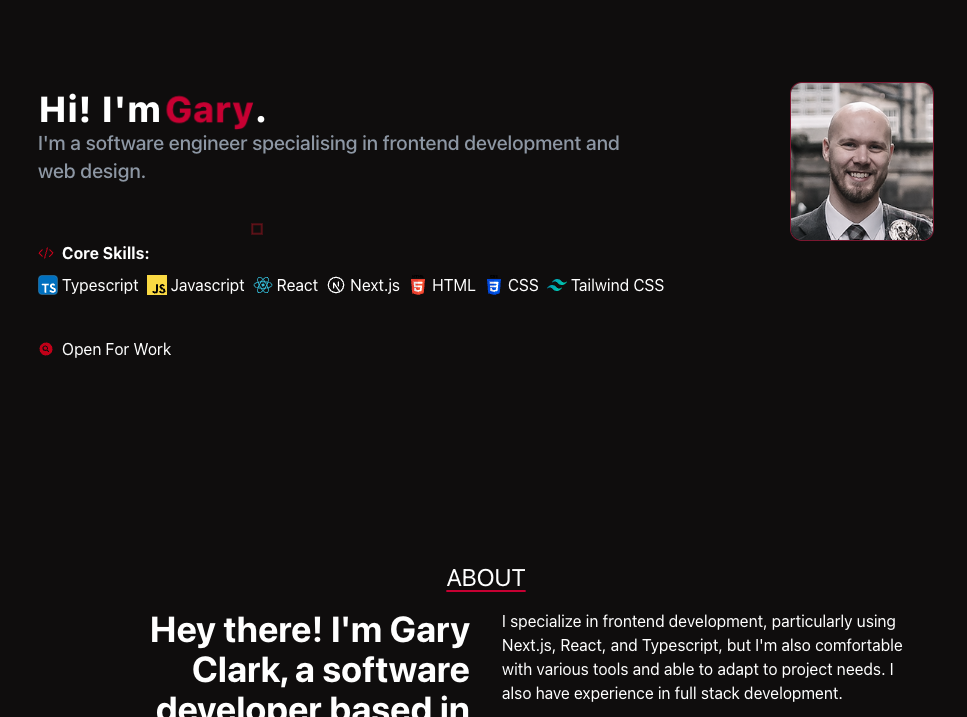 Hi! I'm Gary.
I'm a software engineer specialising in frontend development and
web design.
</> Core Skills:
TS Typescript JS Javascript React N Next.js 5 HTML 3 CSS Tailwind CSS
Open For Work
ABOUT
Hey there! I'm Gary
Clark, a software
developer based in
I specialize in frontend development, particularly using
Next.js, React, and Typescript, but I'm also comfortable
with various tools and able to adapt to project needs. I
also have experience in full stack development.